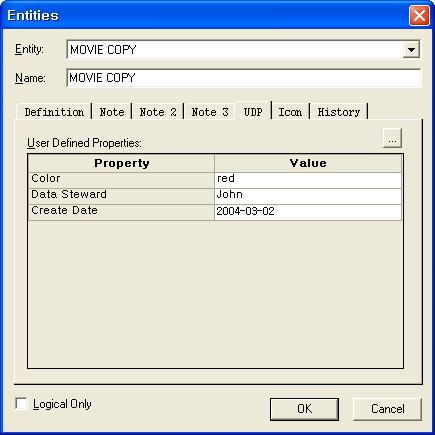 Entities
Entity: MOVIE COPY
Name: MOVIE COPY
Definition Note Note 2 Note 3 UDP Icon History
User Defined Properties: ...
Property Value
Color red
Data Steward John
Create Date 2004-03-02
Logical Only OK Cancel